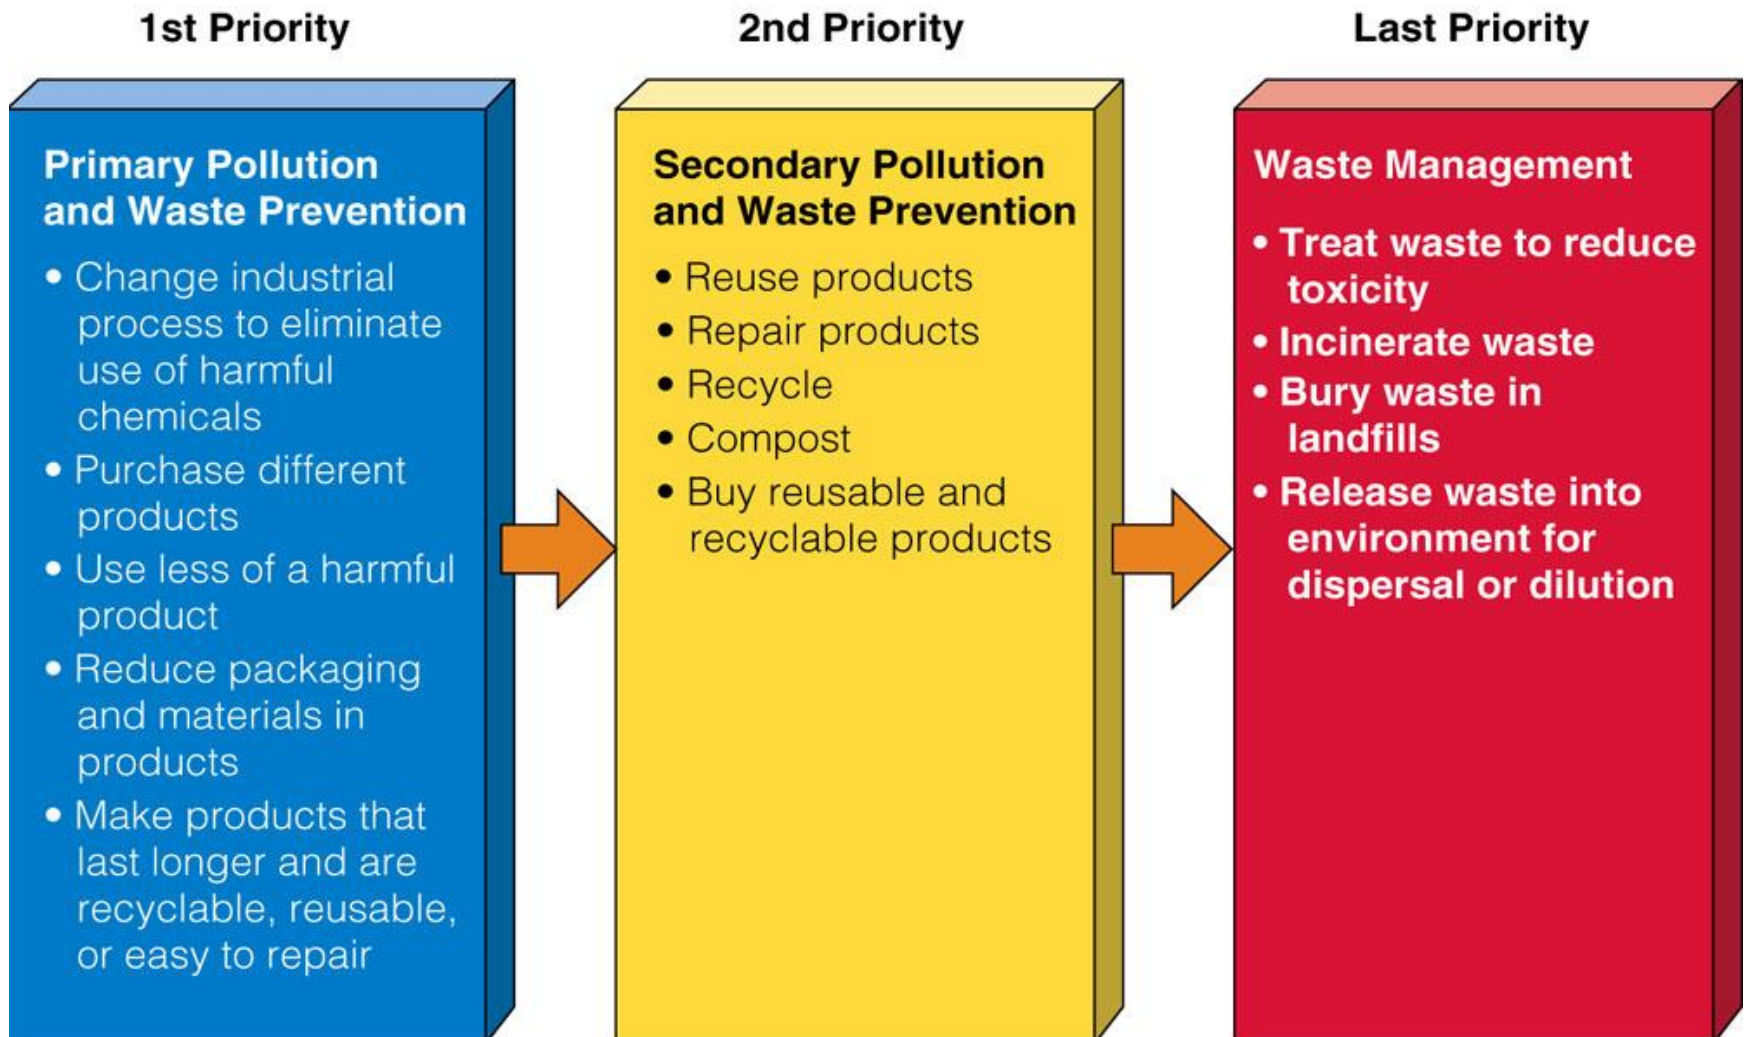 1st Priority
Primary Pollution
and Waste Prevention
• Change industrial
process to eliminate
use of harmful
chemicals
• Purchase different
products
• Use less of a harmful
product
• Reduce packaging
and materials in
products
• Make products that
last longer and are
recyclable, reusable,
or easy to repair
2nd Priority
Secondary Pollution
and Waste Prevention
• Reuse products
• Repair products
• Recycle
• Compost
• Buy reusable and
recyclable products
Last Priority
Waste Management
• Treat waste to reduce
toxicity
• Incinerate waste
• Bury waste in
landfills
• Release waste into
environment for
dispersal or dilution